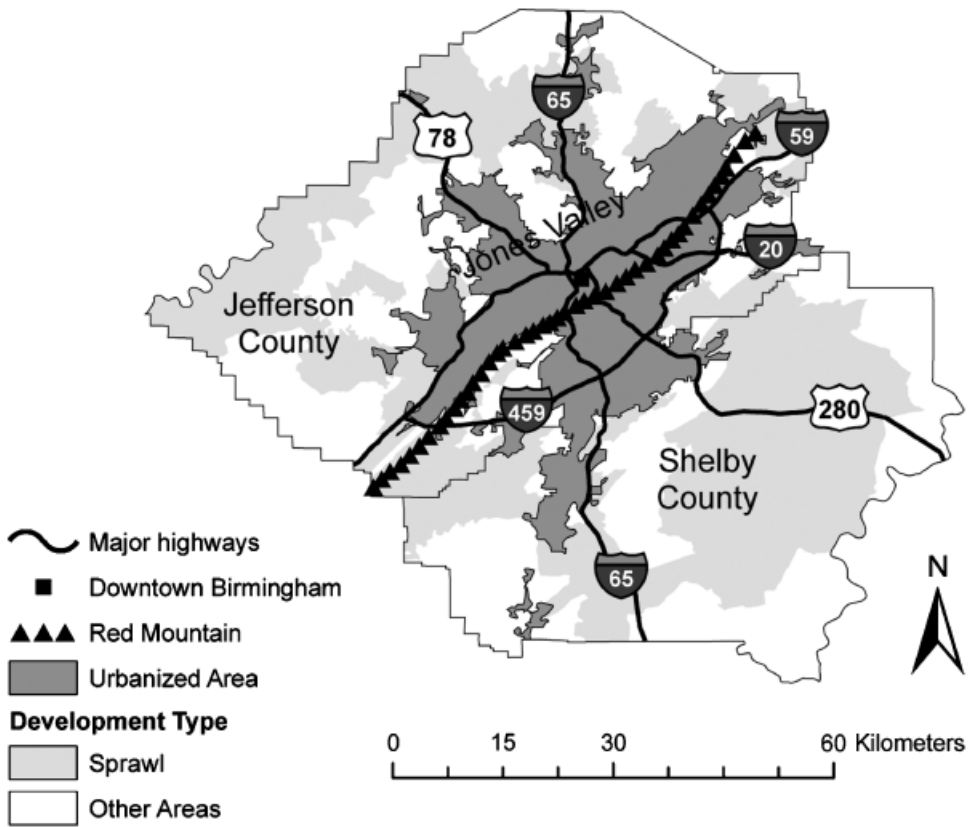 65
78
59
Jones Valley
20
Jefferson
County
459
280
Shelby
County
65
Major highways
Downtown Birmingham
Red Mountain
Urbanized Area
Development Type
Sprawl
Other Areas
N
0 15 30 60 Kilometers